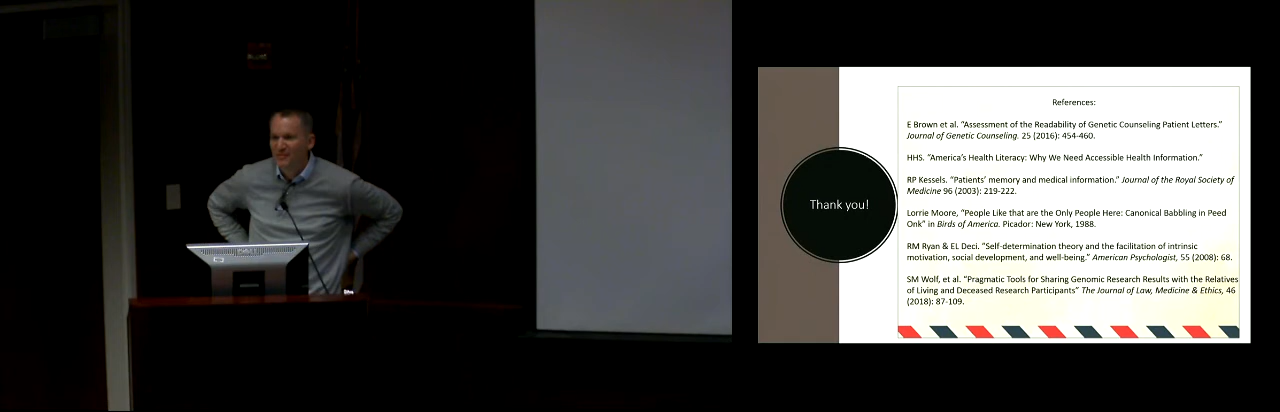 Thank you!
References:
E Brown et al. “Assessment of the Readability of Genetic Counseling Patient Letters.”
Journal of Genetic Counseling. 25 (2016): 454-460.
HHS. “America’s Health Literacy: Why We Need Accessible Health Information.”
RP Kessels. “Patients’ memory and medical information.” Journal of the Royal Society of
Medicine 96 (2003): 219-222.
Lorrie Moore, “People Like that are the Only People Here: Canonical Babbling in Peed
Onk” in Birds of America. Picador: New York, 1988.
RM Ryan & EL Deci. “Self-determination theory and the facilitation of intrinsic
motivation, social development, and well-being.” American Psychologist, 55 (2008): 68.
SM Wolf, et al. “Pragmatic Tools for Sharing Genomic Research Results with the Relatives
of Living and Deceased Research Participants” The Journal of Law, Medicine & Ethics, 46
(2018): 87-109.